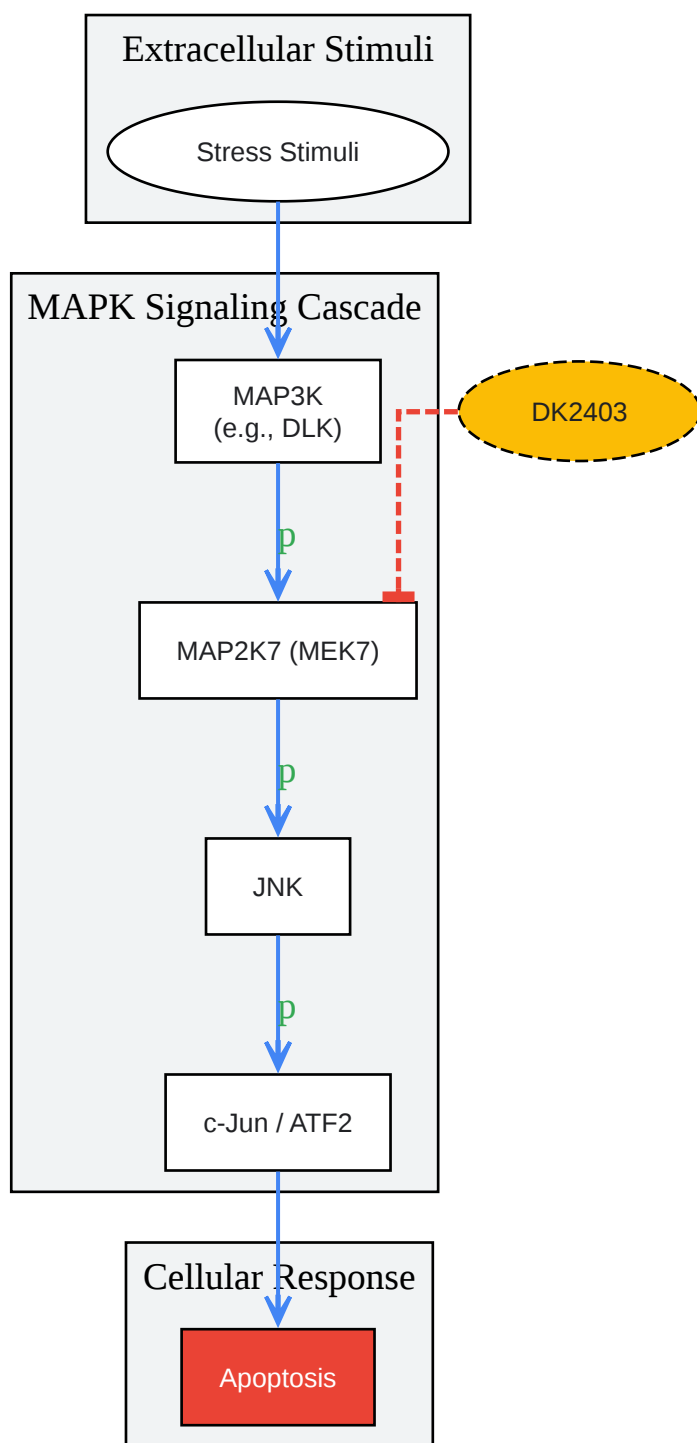 Extracellular Stimuli
Stress Stimuli
MAPK Signaling Cascade
MAP3K
(e.g., DLK)
DK2403
p
MAP2K7 (MEK7)
p
JNK
p
c-Jun / ATF2
Cellular Response
Apoptosis